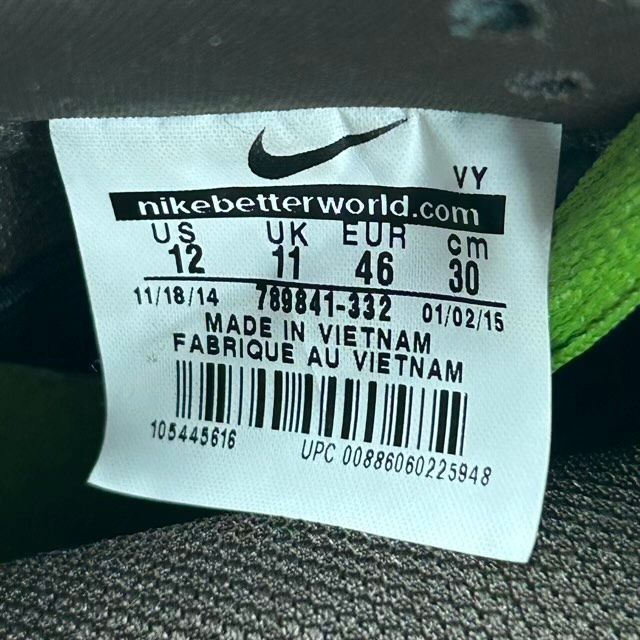 VY
nikebetterworld.com
US UK EUR cm
12 11 46 30
11/18/14 789841-332 01/02/15
MADE IN VIETNAM
FABRIQUE AU VIETNAM
105445616 UPC 00886060225948